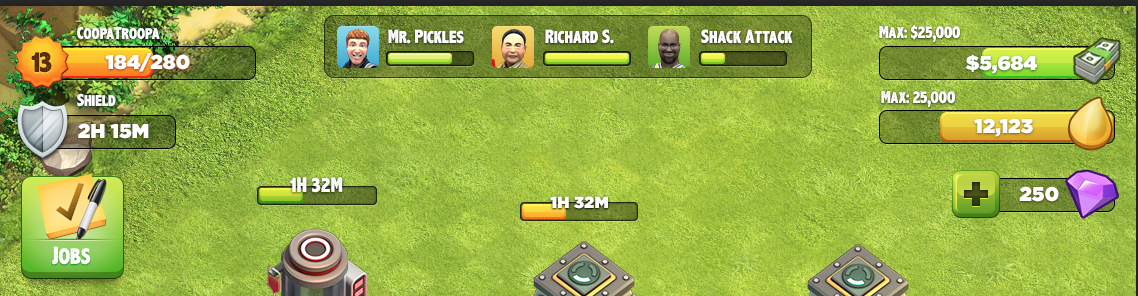 COOPATROOPA
13
184/280
SHIELD
2H 15M
JOBS
MR. PICKLES
RICHARD S.
SHACK ATTACK
MAX: $25,000
$5,684
MAX: 25,000
12,123
250
1H 32M
1H 32M